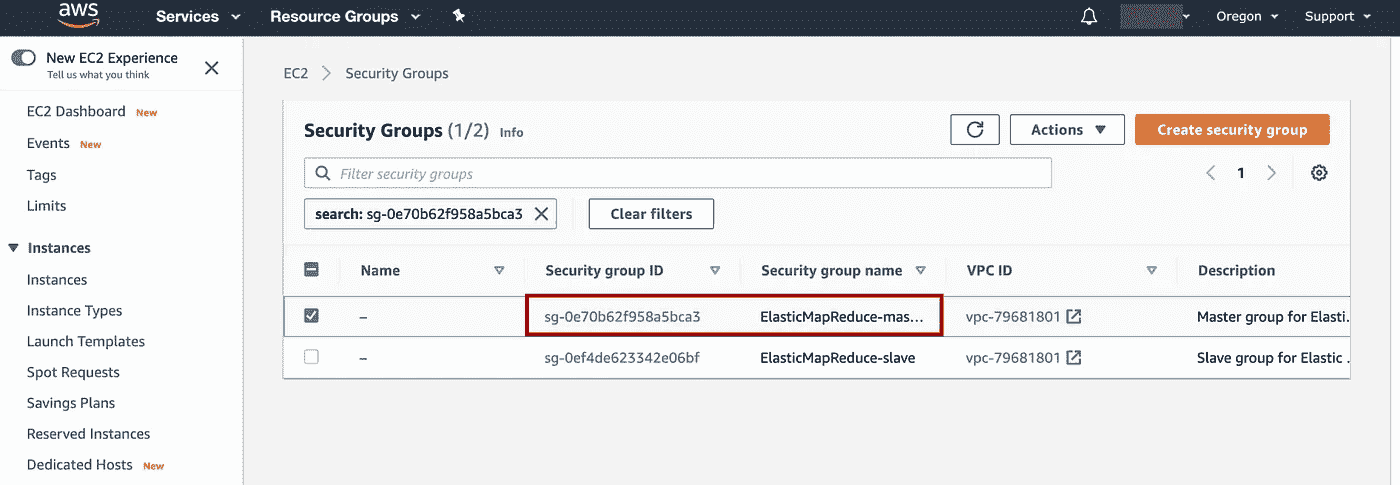 aws Services Resource Groups Oregon Support
New EC2 Experience
Tell us what you think
EC2 Dashboard New
Events New
Tags
Limits
Instances
Instances
Instance Types
Launch Templates
Spot Requests
Savings Plans
Reserved Instances
Dedicated Hosts New
EC2 > Security Groups
Security Groups (1/2) Info
Actions Create security group
Filter security groups
1
search: sg-0e70b62f958a5bca3 Clear filters
Name Security group ID Security group name VPC ID Description
– sg-0e70b62f958a5bca3 ElasticMapReduce-mas... vpc-79681801 Master group for Elasti.
– sg-0ef4de623342e06bf ElasticMapReduce-slave vpc-79681801 Slave group for Elastic .